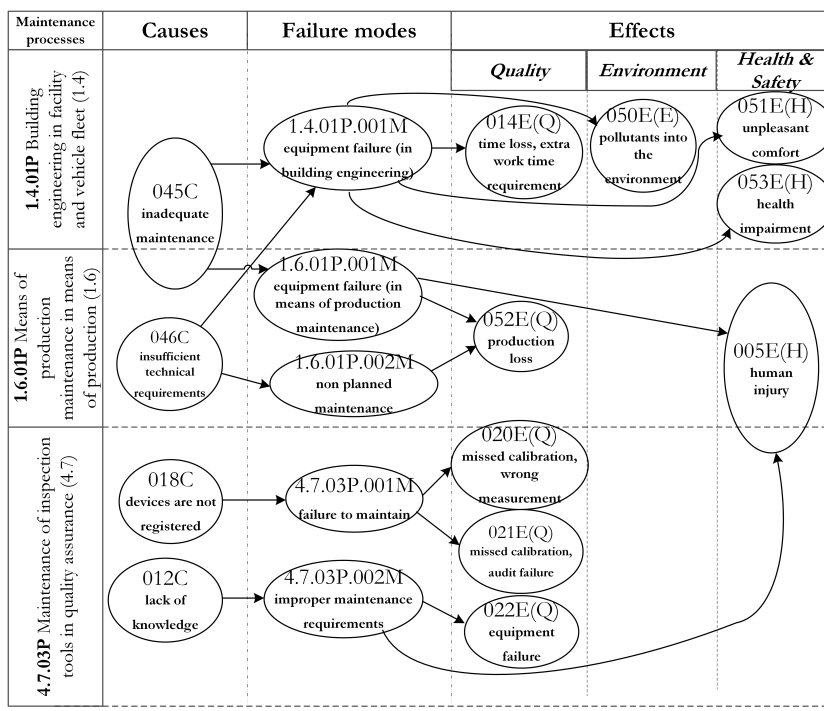 Maintenance
processes
Causes
Failure modes
Effects
Quality
Environment
Health &
Safety
1.4.01P Building
engineering in facility
and vehicle fleet (1.4)
045C
inadequate
maintenance
1.4.01P.001M
equipment failure (in
building engineering)
014E(Q)
time loss, extra
work time
requirement
050E(E)
pollutants into
the
environment
051E(H)
unpleasant
comfort
053E(H)
health
impairment
1.6.01P Means of
production
maintenance in means
of production (1.6)
046C
insufficient
technical
requirements
1.6.01P.001M
equipment failure (in
means of production
maintenance)
1.6.01P.002M
non planned
maintenance
052E(Q)
production
loss
005E(H)
human
injury
4.7.03P Maintenance of inspection
tools in quality assurance (4.7)
018C
devices are not
registered
4.7.03P.001M
failure to maintain
020E(Q)
missed calibration,
wrong
measurement
021E(Q)
missed calibration,
audit failure
012C
lack of
knowledge
4.7.03P.002M
improper maintenance
requirements
022E(Q)
equipment
failure